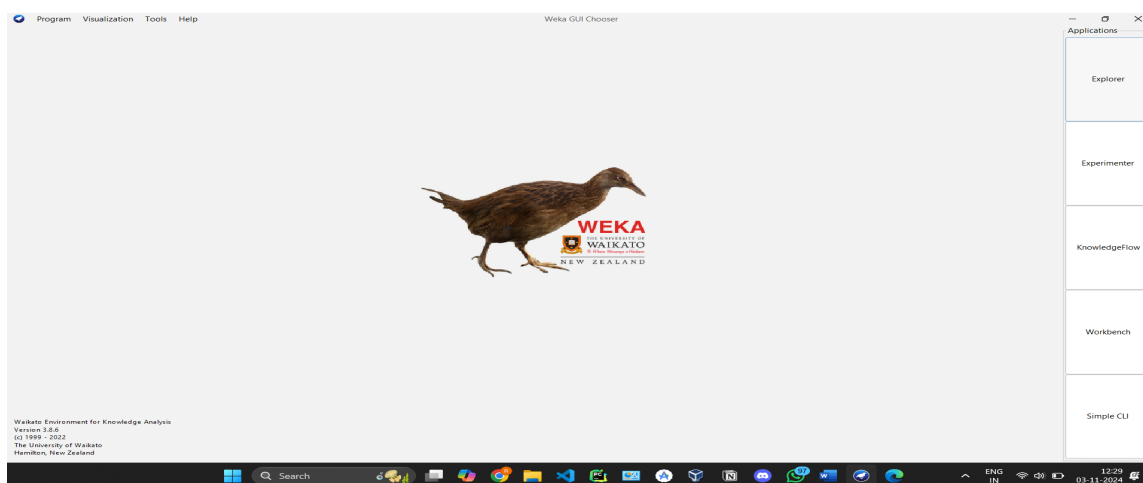 Program Visualization Tools Help
Weka GUI Chooser
Applications
Explorer
Experimenter
KnowledgeFlow
Workbench
Simple CLI
WEKA
THE UNIVERSITY OF
WAIKATO
NEW ZEALAND
Waikato Environment for Knowledge Analysis
Version 3.8.6
(c) 1999 - 2022
The University of Waikato
Hamilton, New Zealand
Search
97
ENG
IN
12:29
03-11-2024